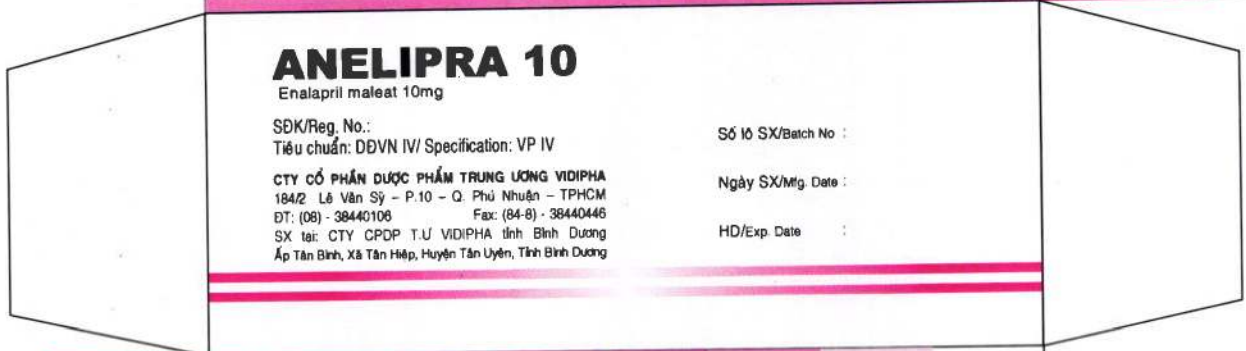 ANELIPRA 10
Enalapril maleat 10mg
SĐK/Reg. No.:
Tiêu chuẩn: DĐVN IV/ Specification: VP IV
CTY CỔ PHẦN DƯỢC PHẨM TRUNG ƯƠNG VIDIPHA
184/2 Lê Văn Sỹ – P.10 – Q. Phú Nhuận – TPHCM
ĐT: (08) - 38440106 Fax: (84-8) - 38440446
SX tại: CTY CPDP T.Ư VIDIPHA tỉnh Bình Dương
Ấp Tân Bình, Xã Tân Hiệp, Huyện Tân Uyên, Tỉnh Bình Dương
Số lô SX/Batch No :
Ngày SX/Mfg. Date :
HD/Exp. Date :